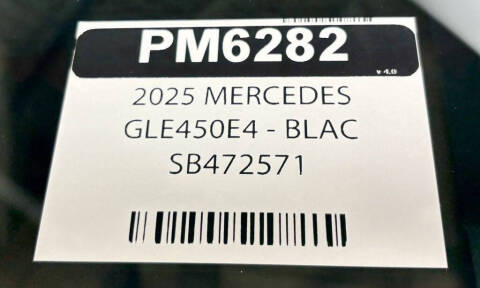 PM6282
v 4.0
2025 MERCEDES
GLE450E4 - BLAC
SB472571